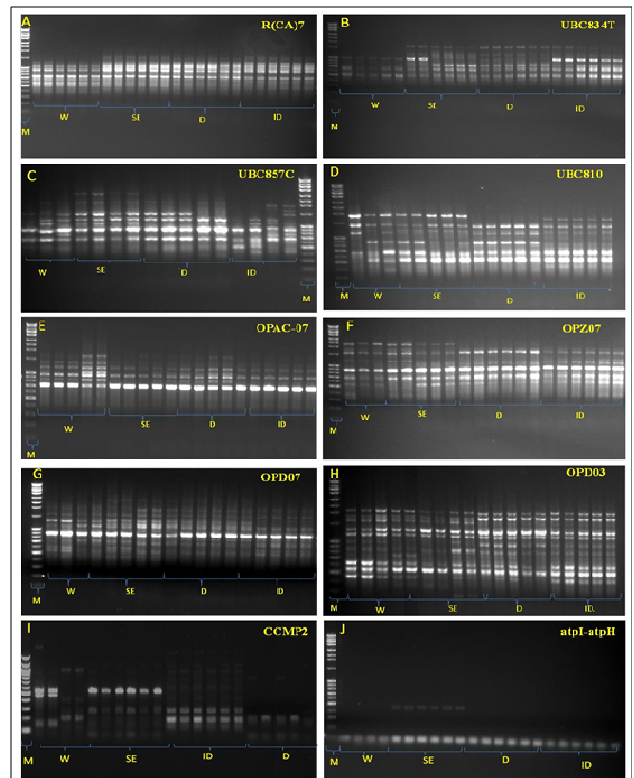 A R(CA)7
W SE ID ID
M
B UBC834T
W SE ID ID
M
C UBC857C
W SE ID ID
M
D UBC810
M W SE ID ID
E OPAC-07
W SE ID ID
M
F OPZ07
W SE ID ID
M
G OPD07
W SE D ID
M
H OPD03
M W SE D ID
I CCMP2
M W SE ID ID
J atpI-atpH
M W SE D ID